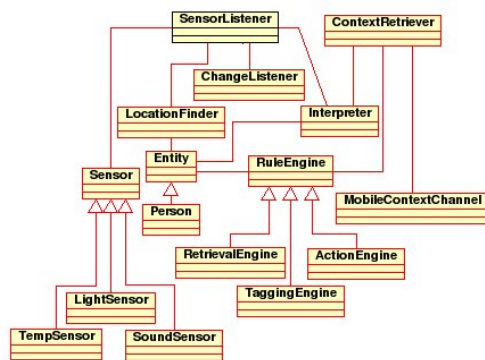 SensorListener
ContextRetriever
ChangeListener
LocationFinder
Interpreter
Entity
RuleEngine
Sensor
MobileContextChannel
Person
RetrievalEngine
ActionEngine
TaggingEngine
LightSensor
TempSensor
SoundSensor